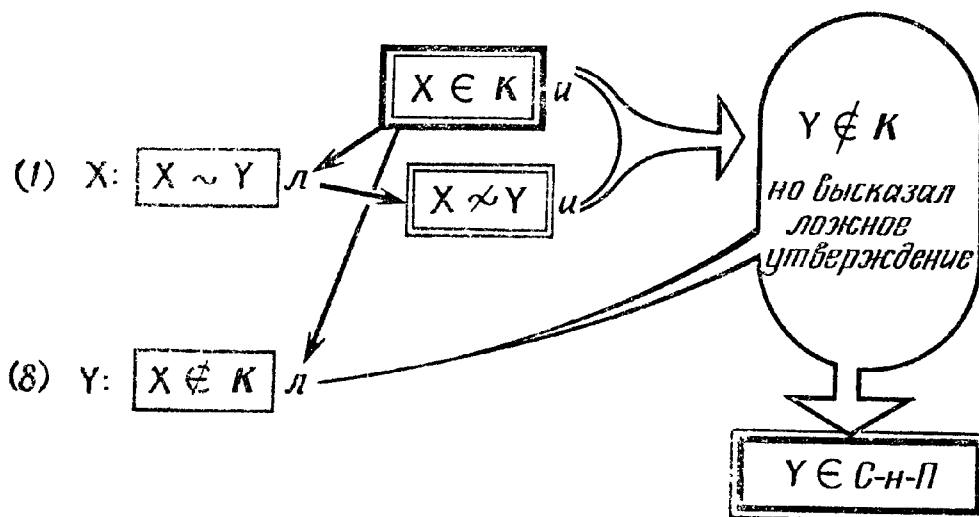 X ∈ K и
(1) X: X ~ Y л
X ≁ Y и
Y ∉ K
но высказал
ложное
утверждение
(8) Y: X ∉ K л
Y ∈ С-н-П